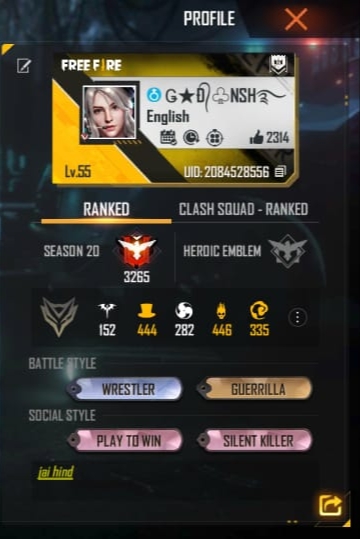 PROFILE
FREE FIRE
G★Đ᭄♧NSH࿐
English
2314
Lv.55
UID: 2084528556
RANKED
CLASH SQUAD - RANKED
SEASON 20
3265
HEROIC EMBLEM
152
444
282
446
335
BATTLE STYLE
WRESTLER
GUERRILLA
SOCIAL STYLE
PLAY TO WIN
SILENT KILLER
jai hind